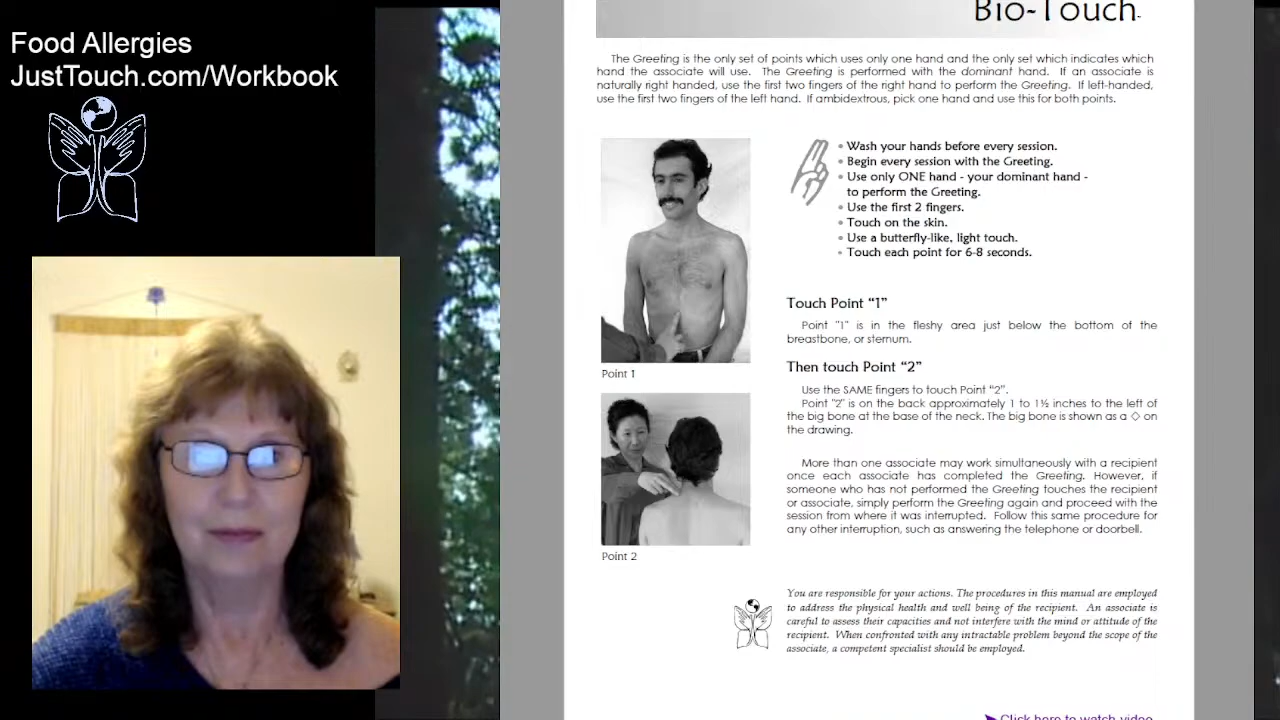 Food Allergies
JustTouch.com/Workbook
Bio-Touch
The Greeting is the only set of points which uses only one hand and the only set which indicates which
hand the associate will use. The Greeting is performed with the dominant hand. If an associate is
naturally right handed, use the first two fingers of the right hand to perform the Greeting. If left-handed,
use the first two fingers of the left hand. If ambidextrous, pick one hand and use this for both points.
• Wash your hands before every session.
• Begin every session with the Greeting.
• Use only ONE hand - your dominant hand -
to perform the Greeting.
• Use the first 2 fingers.
• Touch on the skin.
• Use a butterfly-like, light touch.
• Touch each point for 6-8 seconds.
Touch Point “1”
Point "1" is in the fleshy area just below the bottom of the
breastbone, or sternum.
Point 1
Then touch Point “2”
Use the SAME fingers to touch Point "2".
Point "2" is on the back approximately 1 to 1½ inches to the left of
the big bone at the base of the neck. The big bone is shown as a ◇ on
the drawing.
More than one associate may work simultaneously with a recipient
once each associate has completed the Greeting. However, if
someone who has not performed the Greeting touches the recipient
or associate, simply perform the Greeting again and proceed with the
session from where it was interrupted. Follow this same procedure for
any other interruption, such as answering the telephone or doorbell.
Point 2
You are responsible for your actions. The procedures in this manual are employed
to address the physical health and well being of the recipient. An associate is
careful to assess their capacities and not interfere with the mind or attitude of the
recipient. When confronted with any intractable problem beyond the scope of the
associate, a competent specialist should be employed.
➤ Click here to watch video